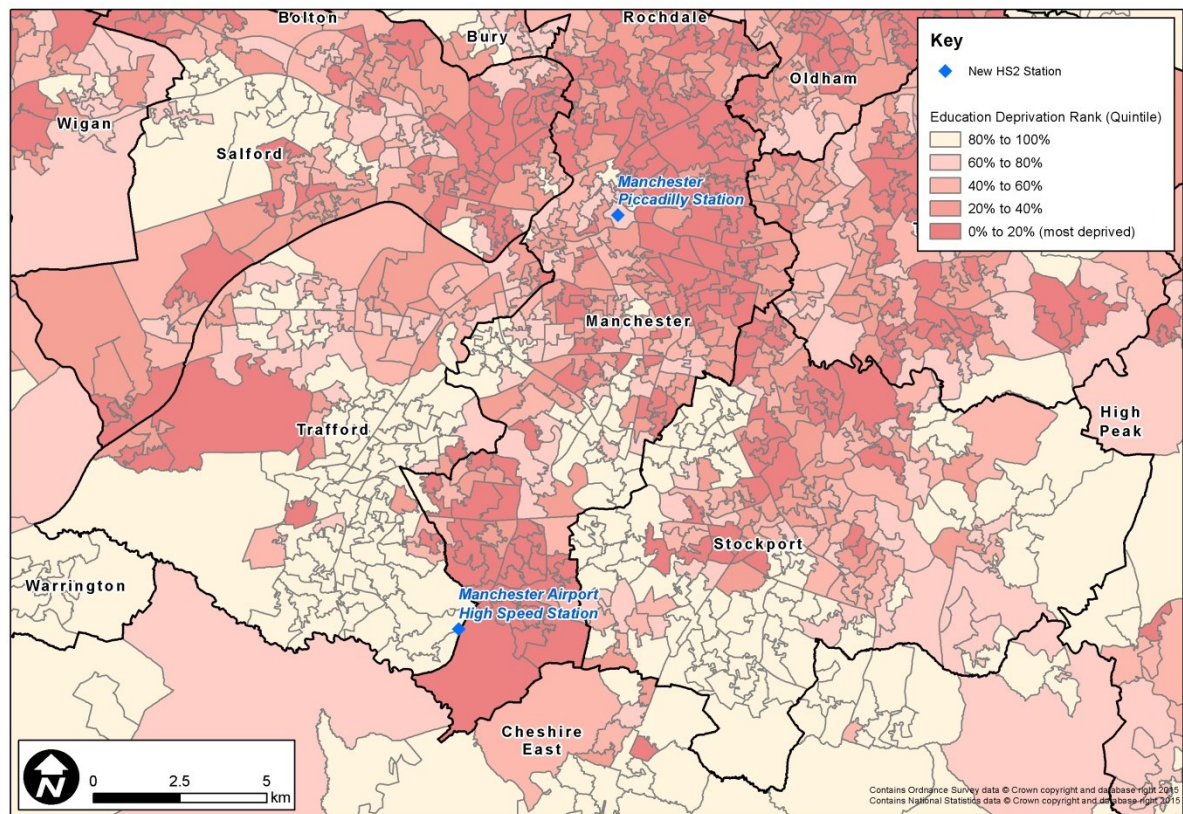 Bolton
Rochdale
Bury
Oldham
Wigan
Salford
Manchester
Piccadilly Station
Manchester
Trafford
High
Peak
Stockport
Warrington
Manchester Airport
High Speed Station
Cheshire
East
Key
New HS2 Station
Education Deprivation Rank (Quintile)
80% to 100%
60% to 80%
40% to 60%
20% to 40%
0% to 20% (most deprived)
N
0 2.5 5
km
Contains Ordnance Survey data © Crown copyright and database right 2015
Contains National Statistics data © Crown copyright and database right 2015